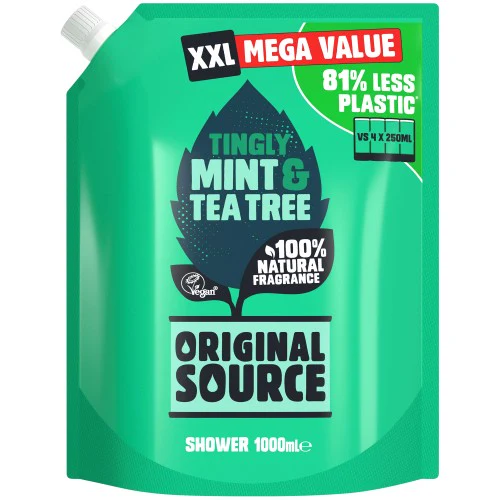 XXL MEGA VALUE
81% LESS
PLASTIC*
VS 4 X 250ML
TINGLY
MINT &
TEA TREE
100%
NATURAL
FRAGRANCE
Vegan®
ORIGINAL
SOURCE
SHOWER 1000mL℮